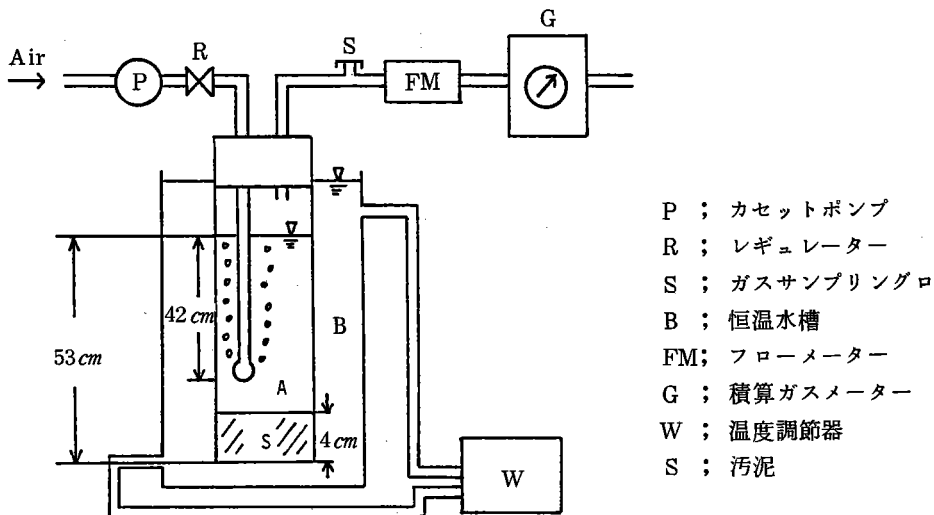 G
Air
R
S
P
FM
42cm
B
53cm
A
S
4cm
W
P ; カセットポンプ
R ; レギュレーター
S ; ガスサンプリング口
B ; 恒温水槽
FM; フローメーター
G ; 積算ガスメーター
W ; 温度調節器
S ; 汚泥